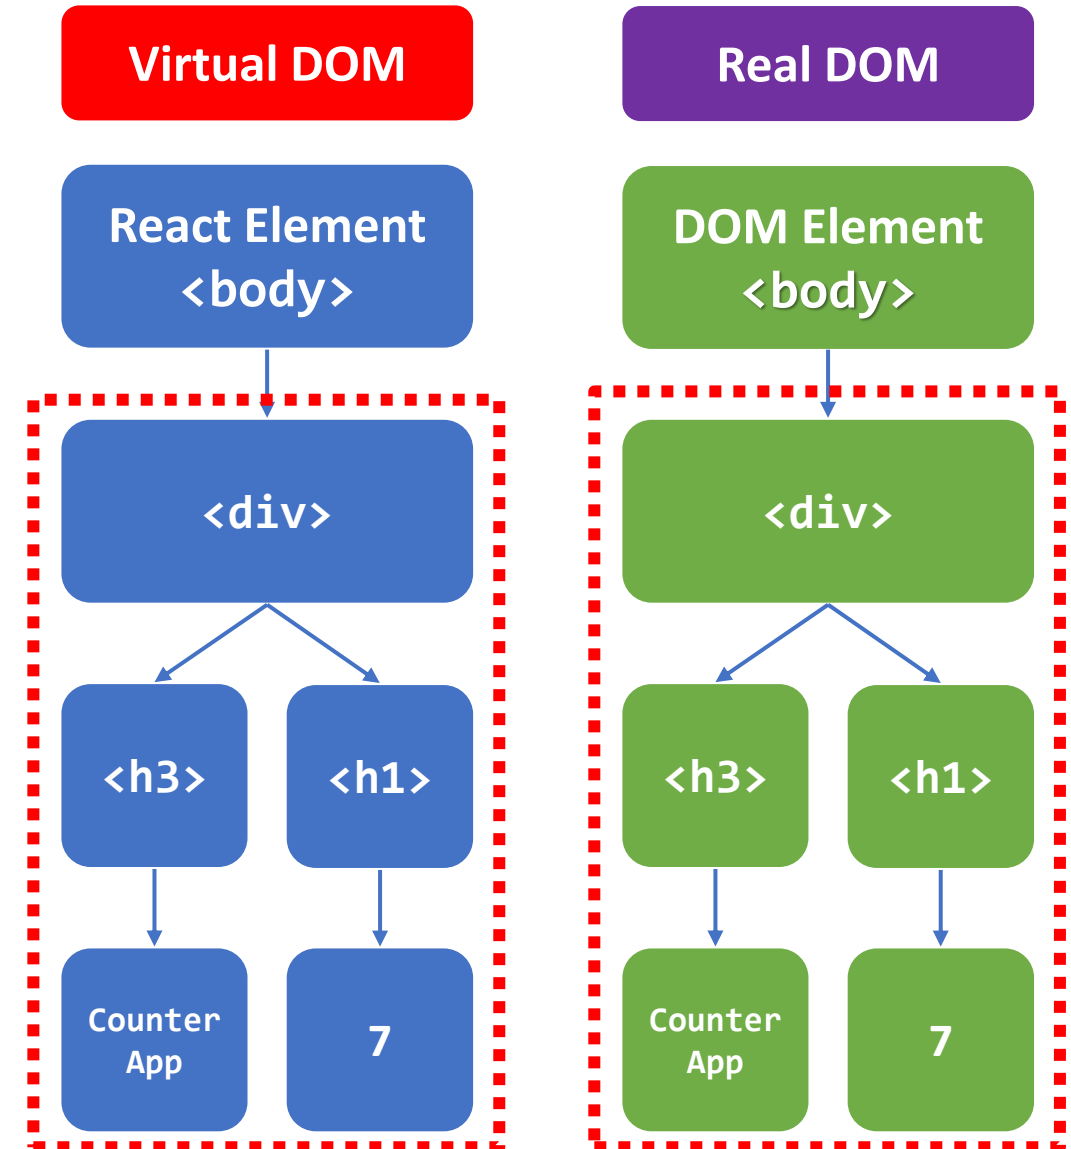 Virtual DOM
Real DOM
React Element
<body>
DOM Element
<body>
<div>
<div>
<h3>
<h1>
<h3>
<h1>
Counter
App
7
Counter
App
7